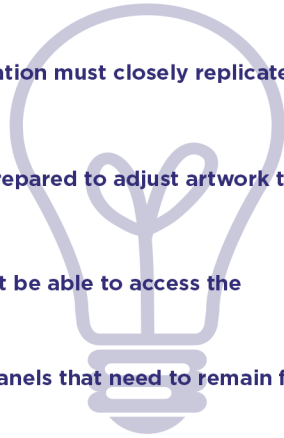 ation must closely replicate
repared to adjust artwork t
t be able to access the
anels that need to remain f